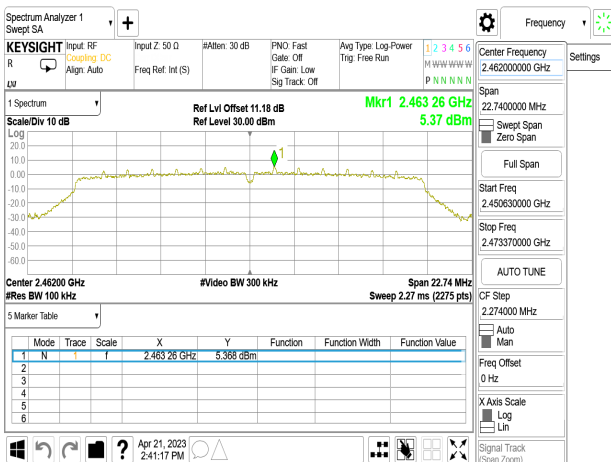 Spectrum Analyzer 1
Swept SA
+
Frequency
KEYSIGHT
R
LXI
Input: RF
Coupling: DC
Align: Auto
Input Z: 50 Ω
Freq Ref: Int (S)
#Atten: 30 dB
PNO: Fast
Gate: Off
IF Gain: Low
Sig Track: Off
Avg Type: Log-Power
Trig: Free Run
1 2 3 4 5 6
M W W W W W
P N N N N N
1 Spectrum
Scale/Div 10 dB
Ref Lvl Offset 11.18 dB
Ref Level 30.00 dBm
Mkr1 2.463 26 GHz
5.37 dBm
Log
20.0
10.0
0.00
-10.0
-20.0
-30.0
-40.0
-50.0
-60.0
1
Center 2.46200 GHz
#Res BW 100 kHz
#Video BW 300 kHz
Span 22.74 MHz
Sweep 2.27 ms (2275 pts)
5 Marker Table
Mode Trace Scale X Y Function Function Width Function Value
1 N 1 f 2.463 26 GHz 5.368 dBm
2
3
4
5
6
?
Apr 21, 2023
2:41:17 PM
Center Frequency
2.462000000 GHz
Settings
Span
22.7400000 MHz
Swept Span
Zero Span
Full Span
Start Freq
2.450630000 GHz
Stop Freq
2.473370000 GHz
AUTO TUNE
CF Step
2.274000 MHz
Auto
Man
Freq Offset
0 Hz
X Axis Scale
Log
Lin
Signal Track
(Span Zoom)